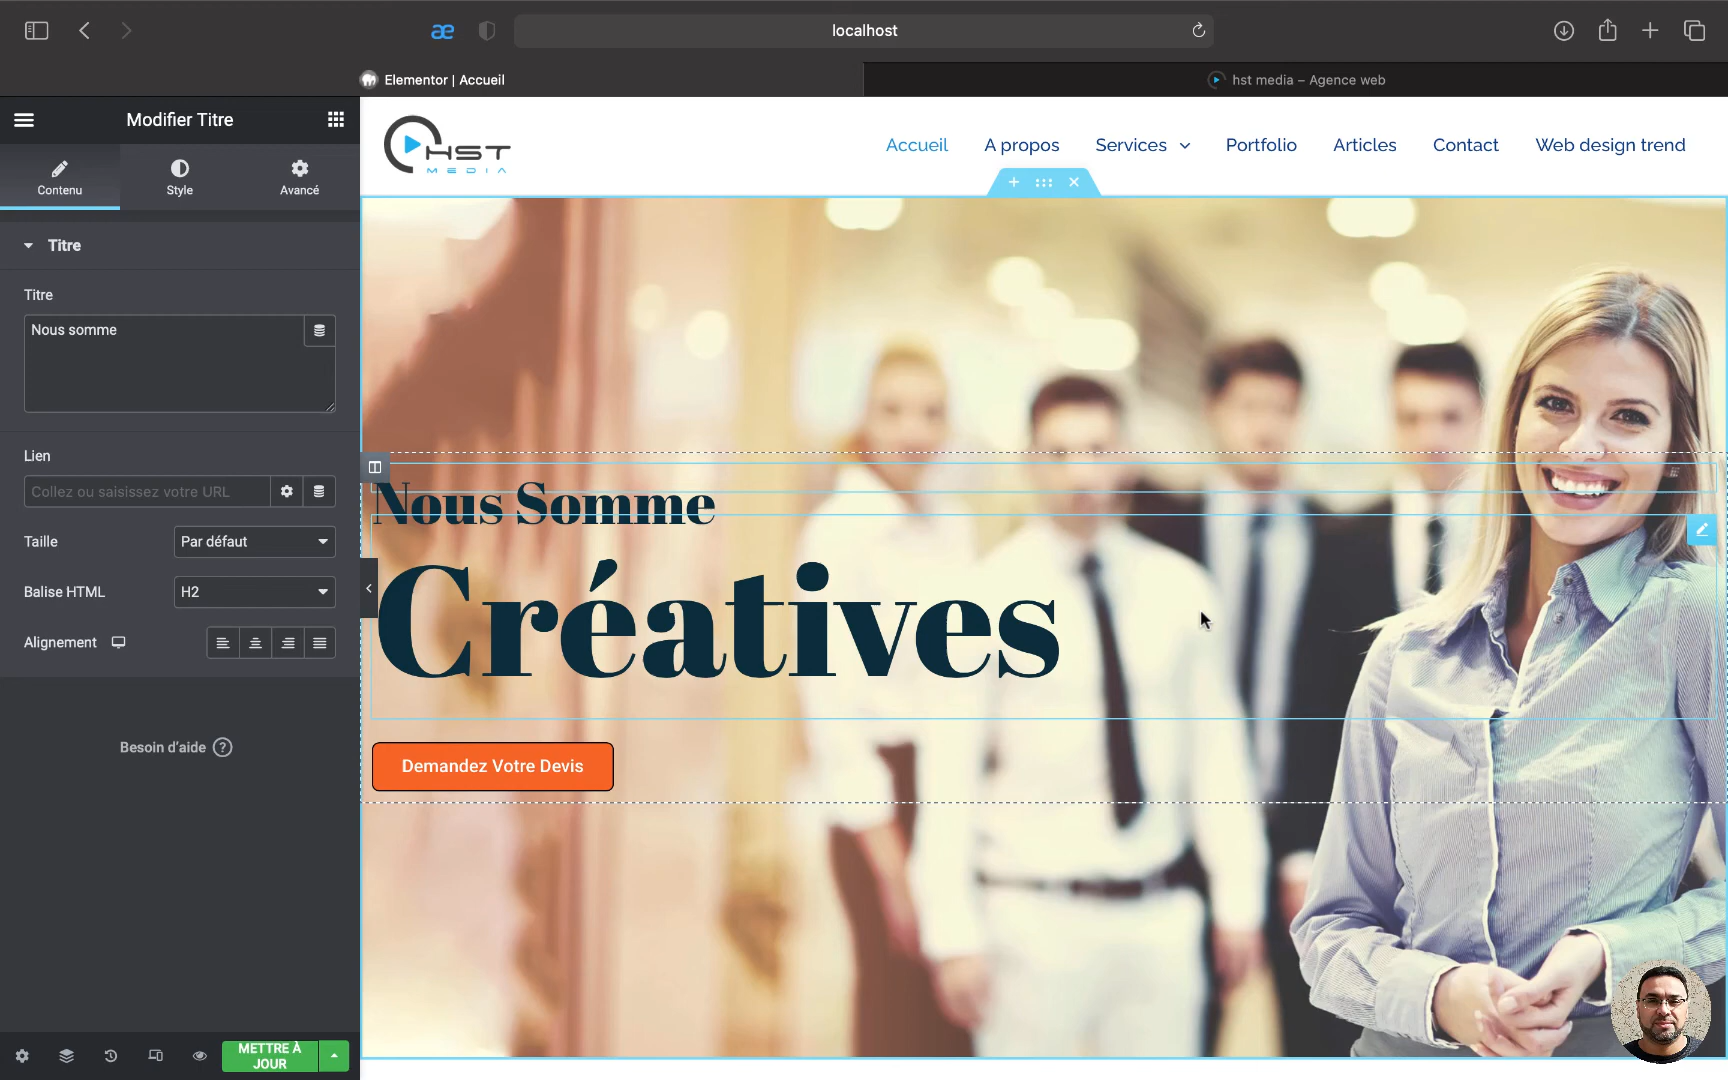 localhost
Elementor | Accueil
hst media – Agence web
Modifier Titre
Contenu
Style
Avancé
Titre
Titre
Nous somme
Lien
Collez ou saisissez votre URL
Taille
Par défaut
Balise HTML
H2
Alignement
Besoin d'aide ?
METTRE À
JOUR
HST
MEDIA
Accueil
A propos
Services
Portfolio
Articles
Contact
Web design trend
Nous Somme
Créatives
Demandez Votre Devis